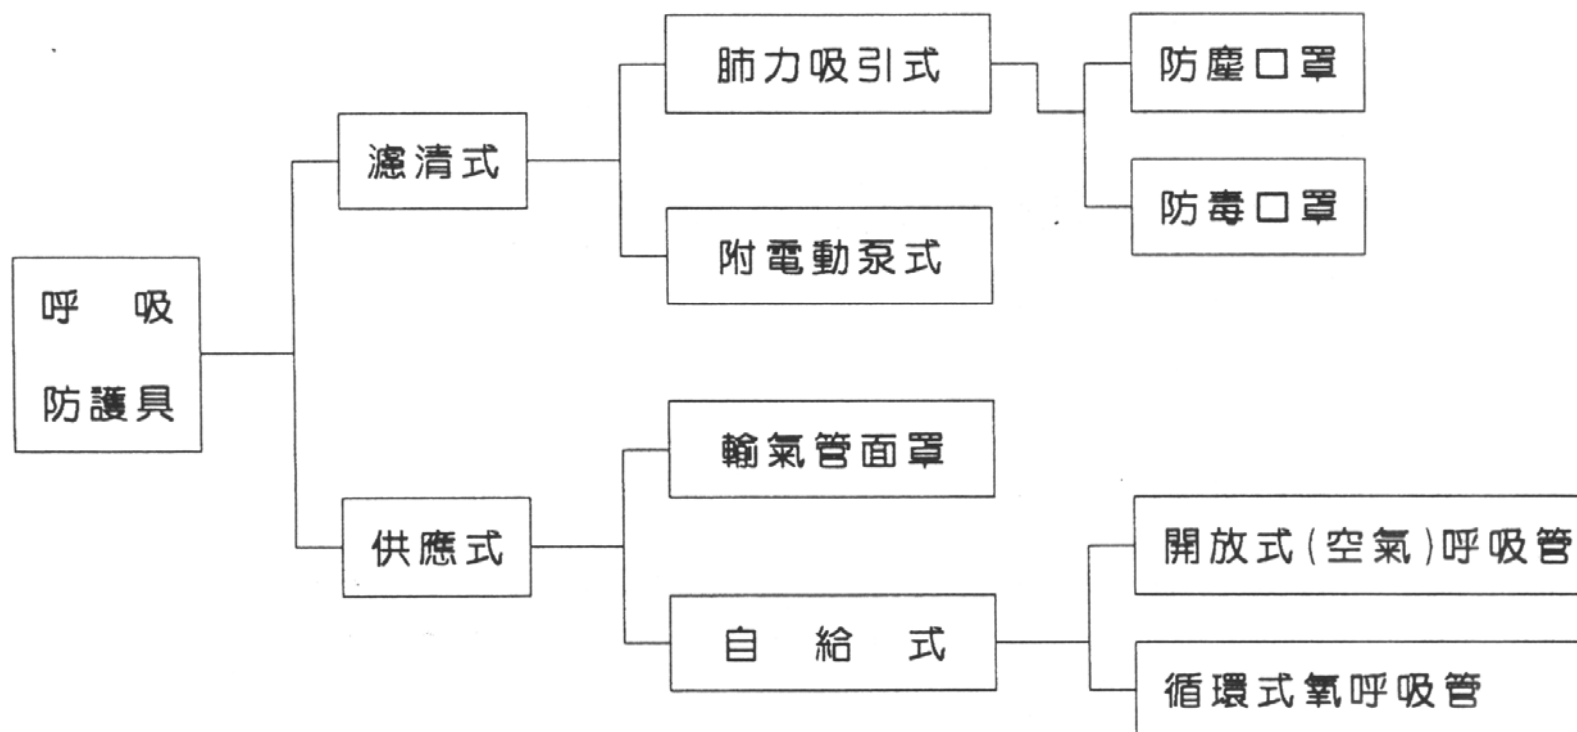 呼吸
防護具
濾清式
肺力吸引式
防塵口罩
防毒口罩
附電動泵式
供應式
輸氣管面罩
自給式
開放式(空氣)呼吸管
循環式氧呼吸管